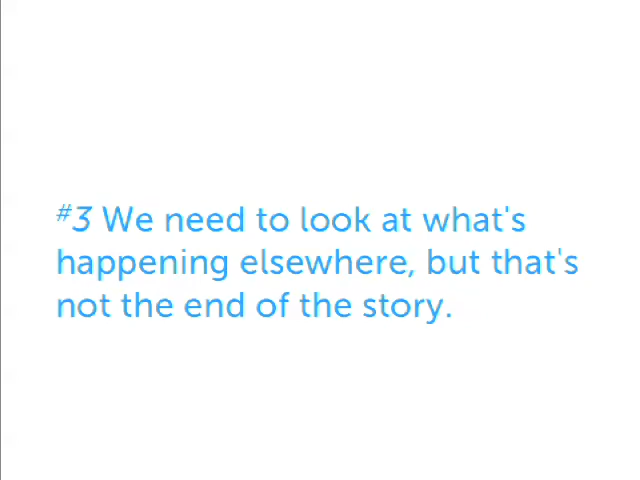 #3 We need to look at what's
happening elsewhere, but that's
not the end of the story.